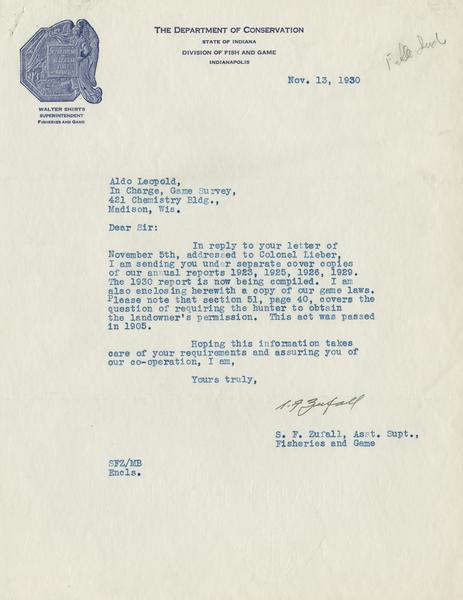 THE DEPARTMENT OF CONSERVATION
STATE OF INDIANA
DIVISION OF FISH AND GAME
INDIANAPOLIS
WALTER SHIRTS
SUPERINTENDENT
FISHERIES AND GAME
Nov. 13, 1930
Aldo Leopold,
In Charge, Game Survey,
421 Chemistry Bldg.,
Madison, Wis.
Dear Sir:
In reply to your letter of
November 5th, addressed to Colonel Lieber,
I am sending you under separate cover copies
of our annual reports 1923, 1925, 1926, 1929.
The 1930 report is now being compiled. I am
also enclosing herewith a copy of our game laws.
Please note that section 51, page 40, covers the
question of requiring the hunter to obtain
the landowner's permission. This act was passed
in 1905.
Hoping this information takes
care of your requirements and assuring you of
our co-operation, I am,
Yours truly,
S. F. Zufall
S. F. Zufall, Asst. Supt.,
Fisheries and Game
SFZ/MB
Encls.